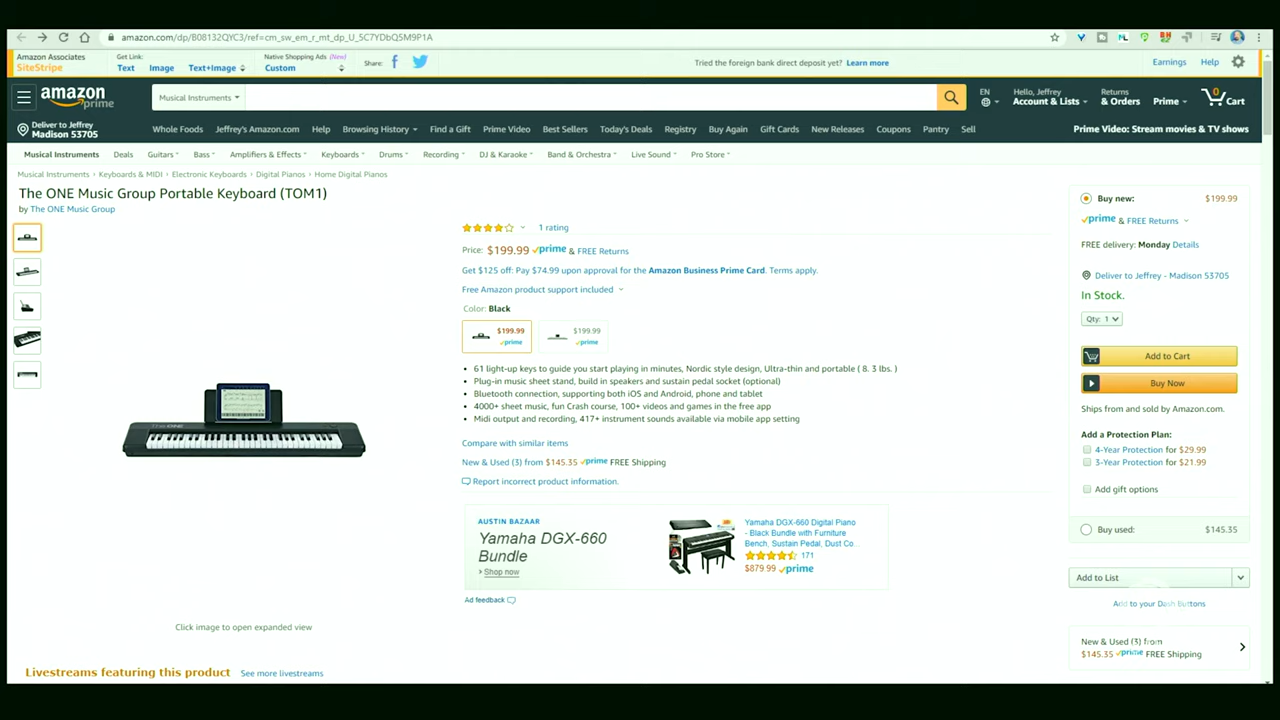 amazon.com/dp/B08132QYC3/ref=cm_sw_em_r_mt_dp_U_5C7YDbQ5M9P1A
Amazon Associates
SiteStripe
Get Link:
Text Image Text+Image
Native Shopping Ads (New)
Custom
Share:
Tried the foreign bank direct deposit yet? Learn more
Earnings Help
amazon prime
Musical Instruments
EN
Hello, Jeffrey
Account & Lists
Returns
& Orders
Prime
0
Cart
Deliver to Jeffrey
Madison 53705
Whole Foods Jeffrey's Amazon.com Help Browsing History Find a Gift Prime Video Best Sellers Today's Deals Registry Buy Again Gift Cards New Releases Coupons Pantry Sell
Prime Video: Stream movies & TV shows
Musical Instruments Deals Guitars Bass Amplifiers & Effects Keyboards Drums Recording DJ & Karaoke Band & Orchestra Live Sound Pro Store
Musical Instruments › Keyboards & MIDI › Electronic Keyboards › Digital Pianos › Home Digital Pianos
The ONE Music Group Portable Keyboard (TOM1)
by The ONE Music Group
Click image to open expanded view
1 rating
Price: $199.99 prime & FREE Returns
Get $125 off: Pay $74.99 upon approval for the Amazon Business Prime Card. Terms apply.
Free Amazon product support included
Color: Black
$199.99
prime
$199.99
prime
• 61 light-up keys to guide you start playing in minutes, Nordic style design, Ultra-thin and portable ( 8. 3 lbs. )
• Plug-in music sheet stand, build in speakers and sustain pedal socket (optional)
• Bluetooth connection, supporting both iOS and Android, phone and tablet
• 4000+ sheet music, fun Crash course, 100+ videos and games in the free app
• Midi output and recording, 417+ instrument sounds available via mobile app setting
Compare with similar items
New & Used (3) from $145.35 prime FREE Shipping
Report incorrect product information.
AUSTIN BAZAAR
Yamaha DGX-660
Bundle
› Shop now
Yamaha DGX-660 Digital Piano
- Black Bundle with Furniture
Bench, Sustain Pedal, Dust Co...
171
$879.99 prime
Ad feedback
Buy new: $199.99
prime & FREE Returns
FREE delivery: Monday Details
Deliver to Jeffrey - Madison 53705
In Stock.
Qty: 1
Add to Cart
Buy Now
Ships from and sold by Amazon.com.
Add a Protection Plan:
4-Year Protection for $29.99
3-Year Protection for $21.99
Add gift options
Buy used: $145.35
Add to List
Add to your Dash Buttons
New & Used (3) from
$145.35 prime FREE Shipping
Livestreams featuring this product See more livestreams